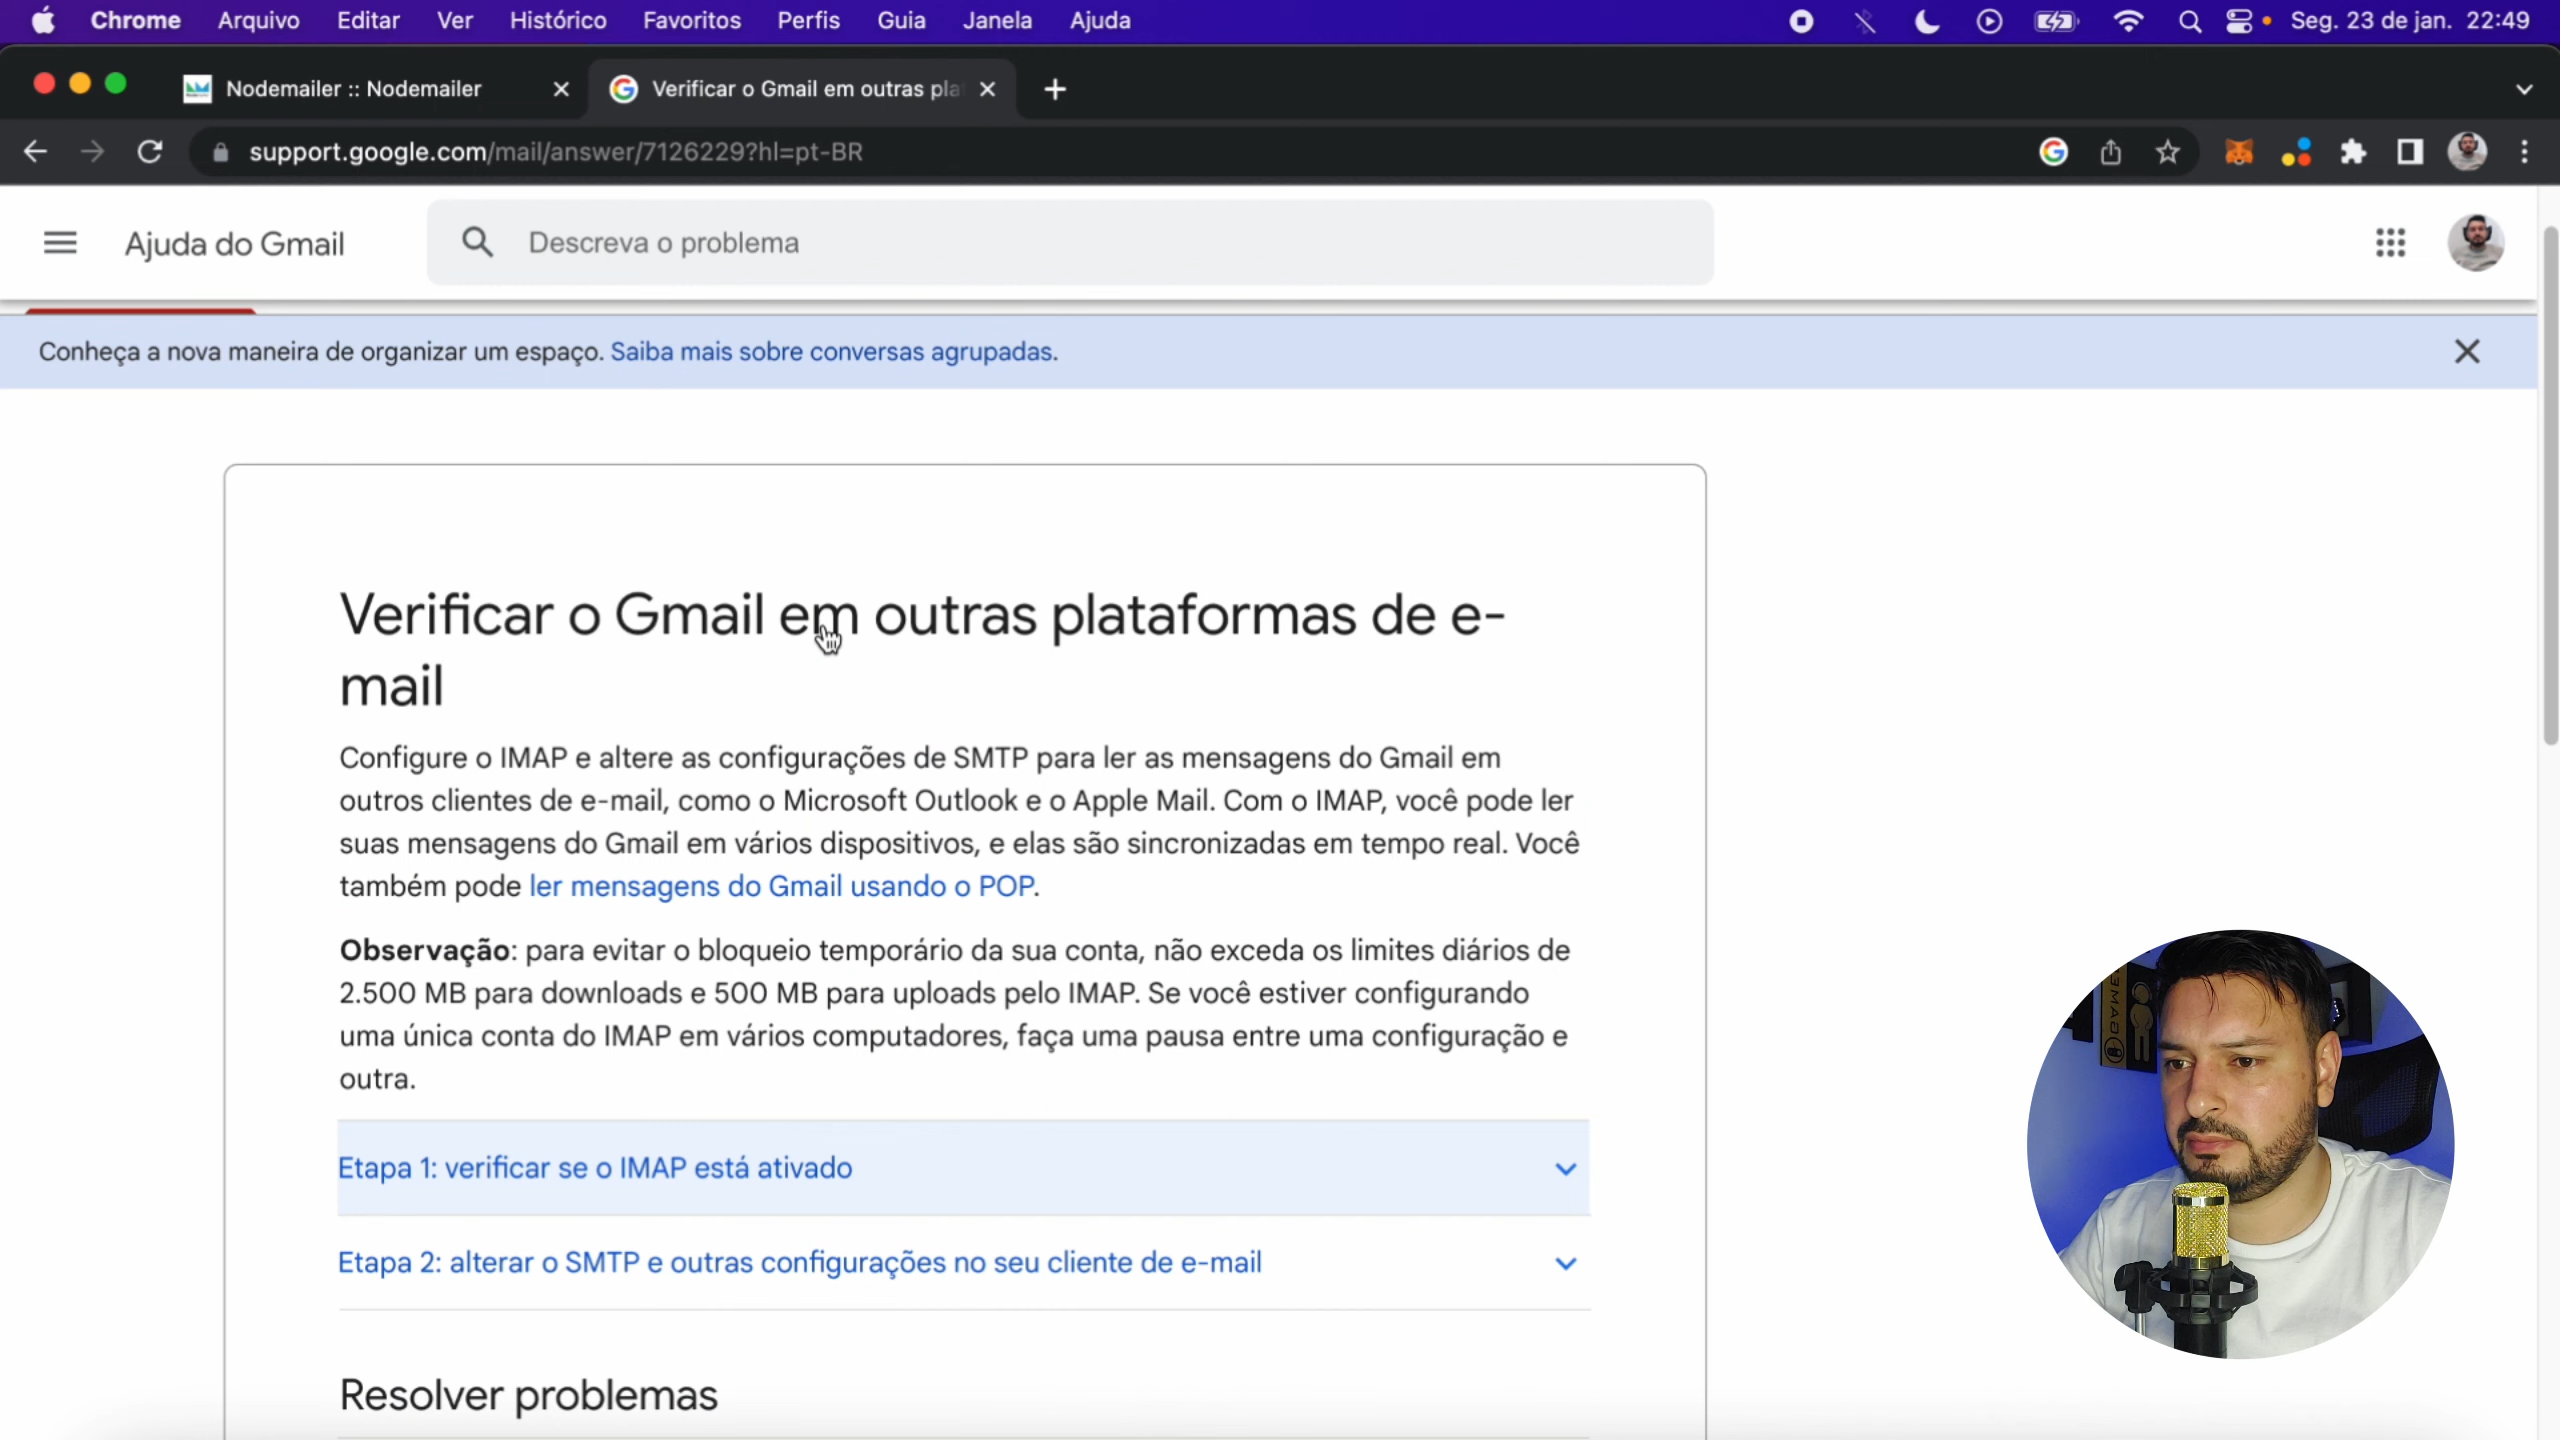 Chrome Arquivo Editar Ver Histórico Favoritos Perfis Guia Janela Ajuda Seg. 23 de jan. 22:49
Nodemailer :: Nodemailer
Verificar o Gmail em outras pla
support.google.com/mail/answer/7126229?hl=pt-BR
Ajuda do Gmail
Descreva o problema
Conheça a nova maneira de organizar um espaço. Saiba mais sobre conversas agrupadas.
Verificar o Gmail em outras plataformas de e-
mail
Configure o IMAP e altere as configurações de SMTP para ler as mensagens do Gmail em
outros clientes de e-mail, como o Microsoft Outlook e o Apple Mail. Com o IMAP, você pode ler
suas mensagens do Gmail em vários dispositivos, e elas são sincronizadas em tempo real. Você
também pode ler mensagens do Gmail usando o POP.
Observação: para evitar o bloqueio temporário da sua conta, não exceda os limites diários de
2.500 MB para downloads e 500 MB para uploads pelo IMAP. Se você estiver configurando
uma única conta do IMAP em vários computadores, faça uma pausa entre uma configuração e
outra.
Etapa 1: verificar se o IMAP está ativado
Etapa 2: alterar o SMTP e outras configurações no seu cliente de e-mail
Resolver problemas